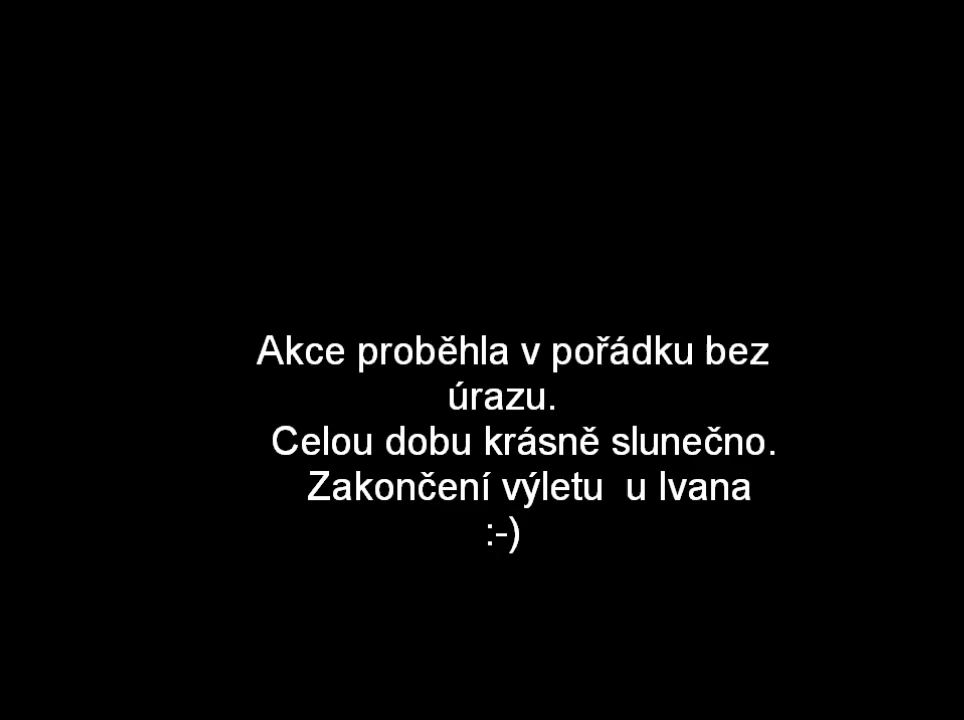 Akce proběhla v pořádku bez
úrazu.
Celou dobu krásně slunečno.
Zakončení výletu  u Ivana
:-)